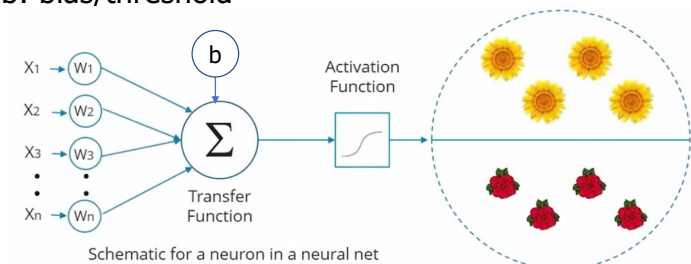 b: bias/threshold
b
Activation
Function
X1
W1
X2
W2
X3
W3
Xn
Wn
Σ
Transfer
Function
Schematic for a neuron in a neural net